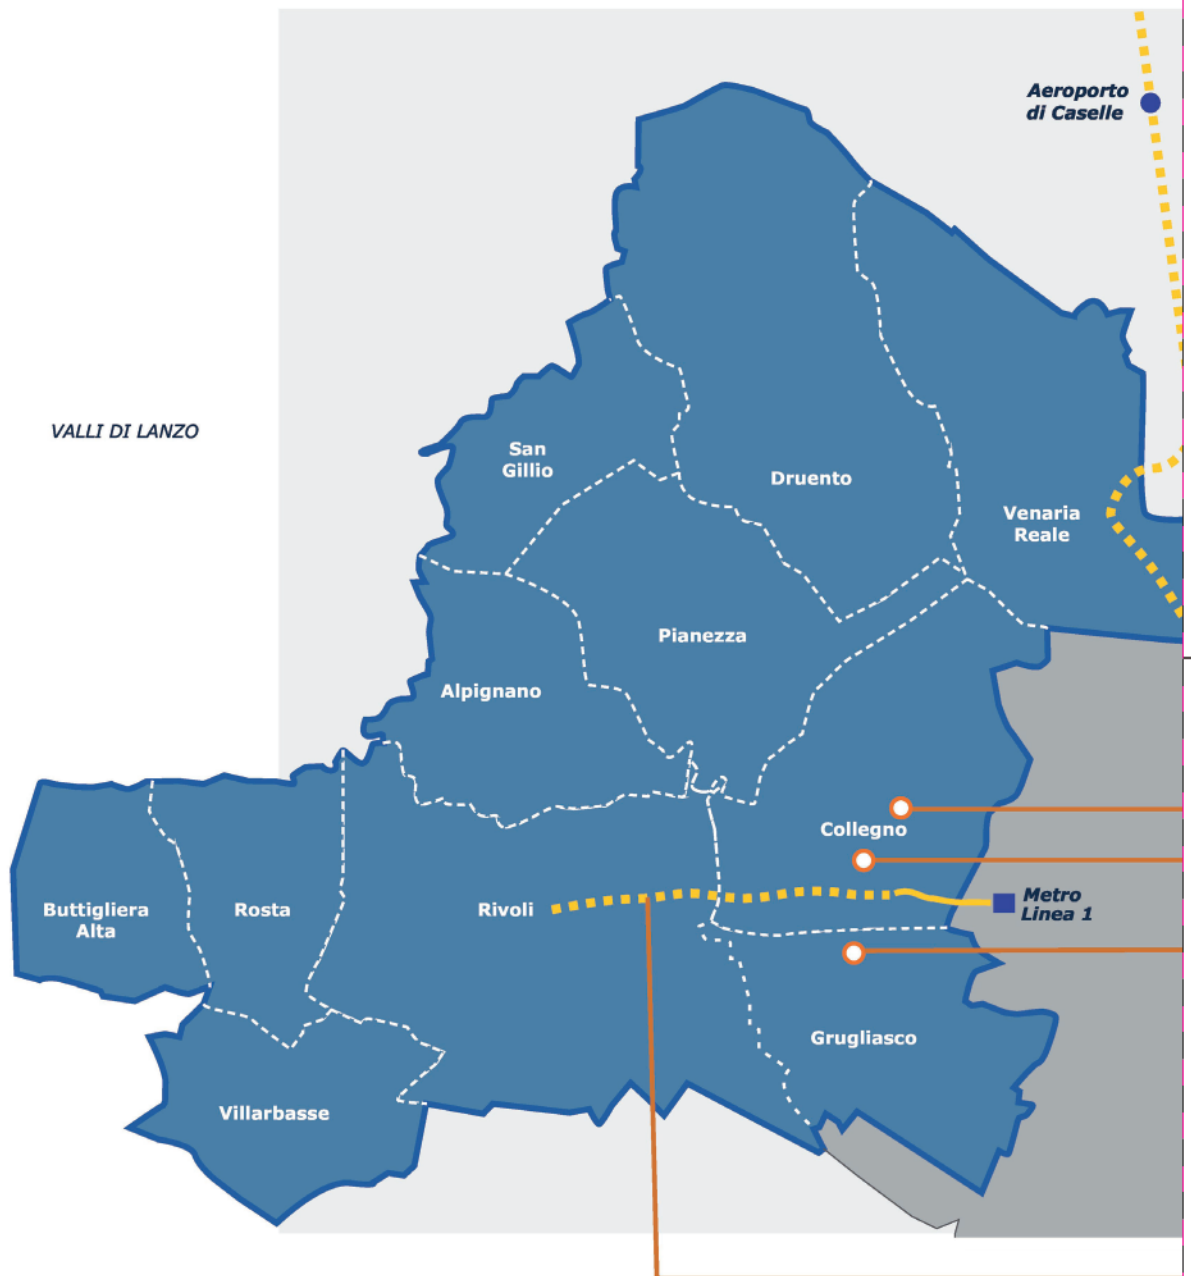 Aeroporto
di Caselle
VALLI DI LANZO
San
Gillio
Druento
Venaria
Reale
Pianezza
Alpignano
Collegno
Buttigliera
Alta
Rosta
Rivoli
Metro
Linea 1
Grugliasco
Villarbasse